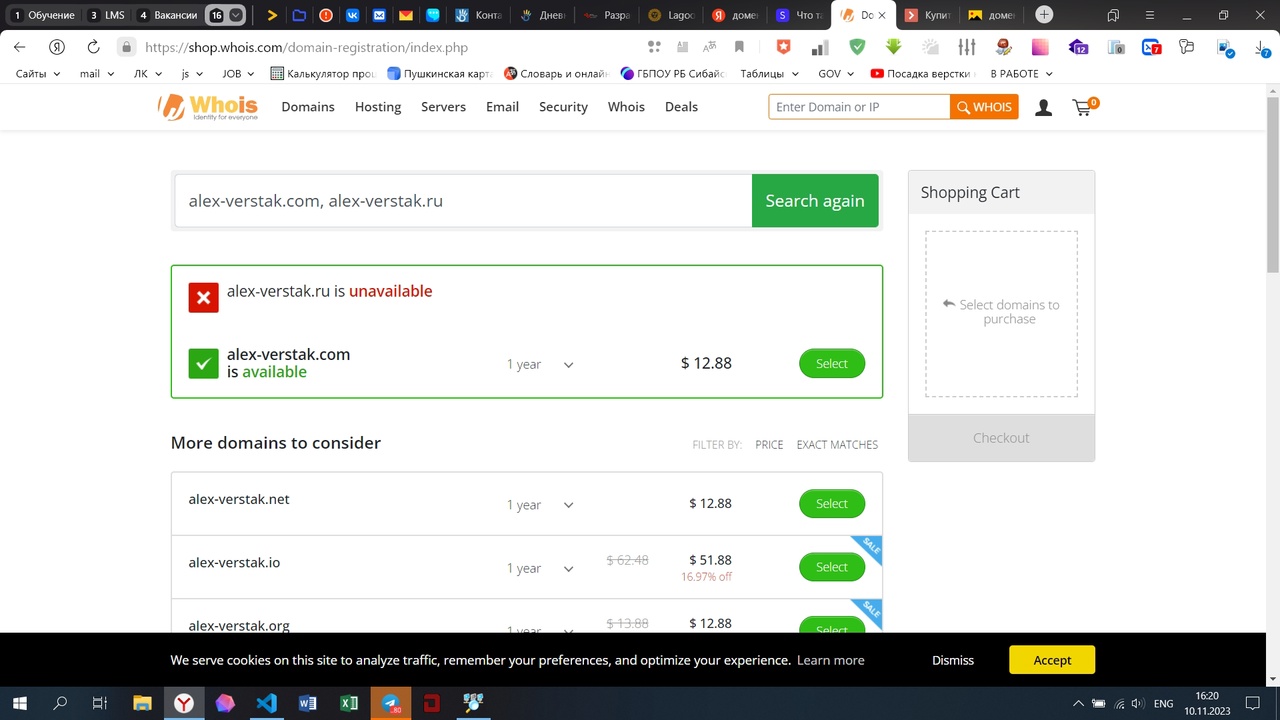 1 Обучение 3 LMS 4 Вакансии 16 Конта Дневн Разра Lagoo доме Что та Do Купит домен
https://shop.whois.com/domain-registration/index.php
Сайты mail ЛК js JOB Калькулятор проц Пушкинская карта Словарь и онлайн ГБПОУ РБ Сибайс Таблицы GOV Посадка верстки В РАБОТЕ
Whois
Identity for everyone
Domains Hosting Servers Email Security Whois Deals
Enter Domain or IP WHOIS 0
alex-verstak.com, alex-verstak.ru Search again
Shopping Cart
Select domains to
purchase
Checkout
alex-verstak.ru is unavailable
alex-verstak.com
is available
1 year $ 12.88 Select
More domains to consider FILTER BY: PRICE EXACT MATCHES
alex-verstak.net 1 year $ 12.88 Select
SALE
alex-verstak.io 1 year $ 62.48 $ 51.88 Select
16.97% off
SALE
alex-verstak.org 1 year $ 13.88 $ 12.88 Select
We serve cookies on this site to analyze traffic, remember your preferences, and optimize your experience. Learn more Dismiss Accept
ENG 16:20
10.11.2023